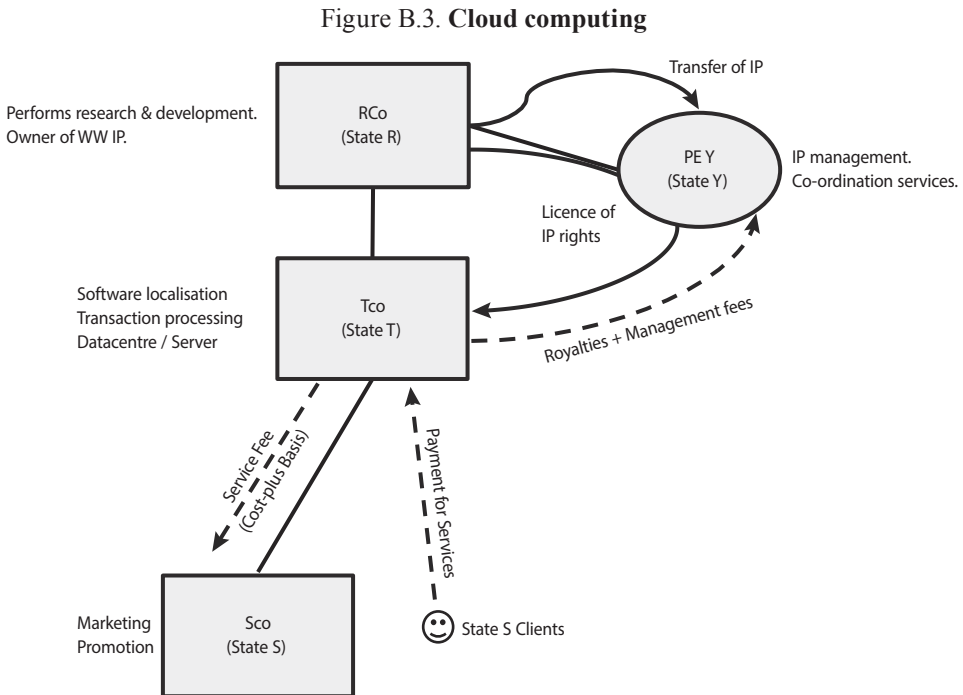 Figure B.3. Cloud computing
Transfer of IP
Performs research & development.
Owner of WW IP.
RCo
(State R)
PE Y
(State Y)
IP management.
Co-ordination services.
Licence of
IP rights
Software localisation
Transaction processing
Datacentre / Server
Tco
(State T)
Royalties + Management fees
Service Fee
(Cost-plus Basis)
Payment for Services
Marketing
Promotion
Sco
(State S)
State S Clients